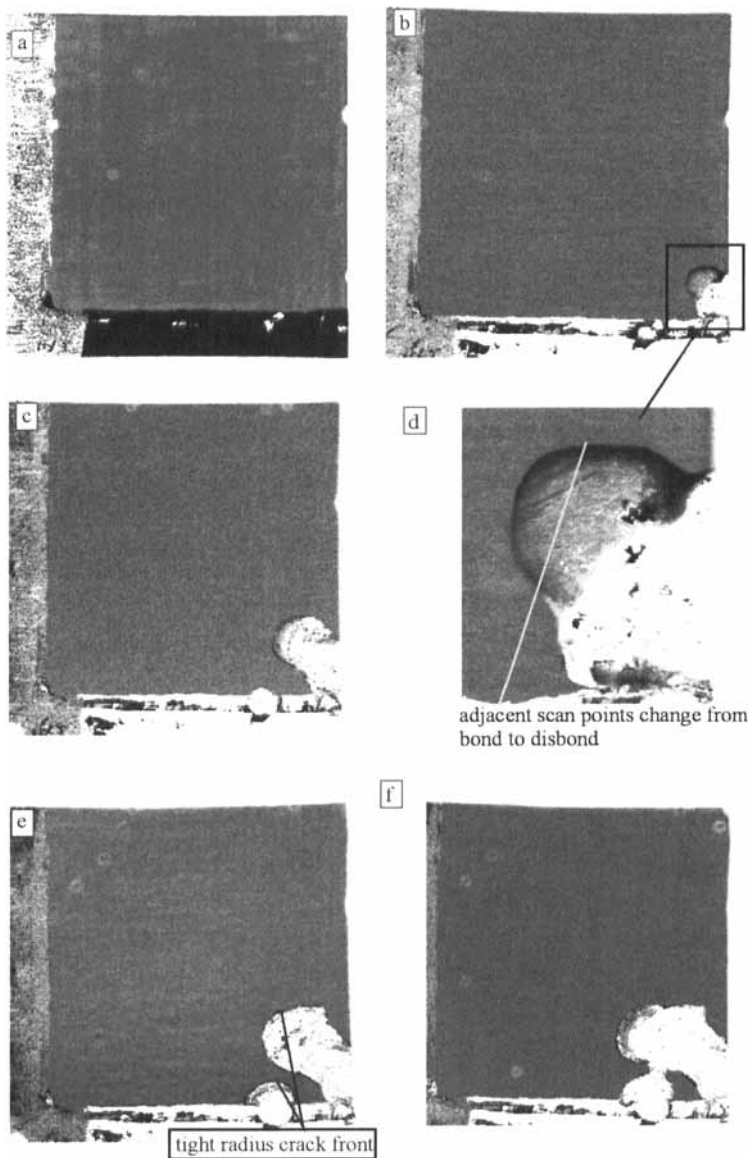 a
b
c
d
adjacent scan points change from
bond to disbond
e
f
tight radius crack front